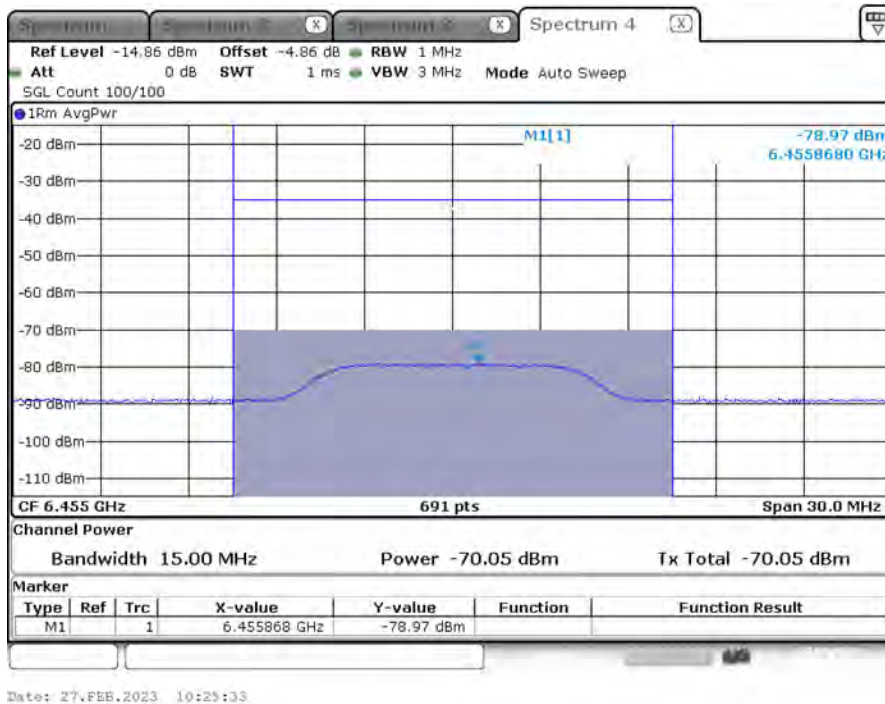 Spectrum 4 X
Ref Level -14.86 dBm Offset -4.86 dB RBW 1 MHz
Att 0 dB SWT 1 ms VBW 3 MHz Mode Auto Sweep
SGL Count 100/100
1Rm AvgPwr
M1[1] -78.97 dBm
6.4558680 GHz
-20 dBm
-30 dBm
-40 dBm
-50 dBm
-60 dBm
-70 dBm
-80 dBm
-90 dBm
-100 dBm
-110 dBm
CF 6.455 GHz 691 pts Span 30.0 MHz
Channel Power
Bandwidth 15.00 MHz Power -70.05 dBm Tx Total -70.05 dBm
Marker
Type Ref Trc X-value Y-value Function Function Result
M1 1 6.455868 GHz -78.97 dBm
Date: 27.FEB.2023 10:25:33